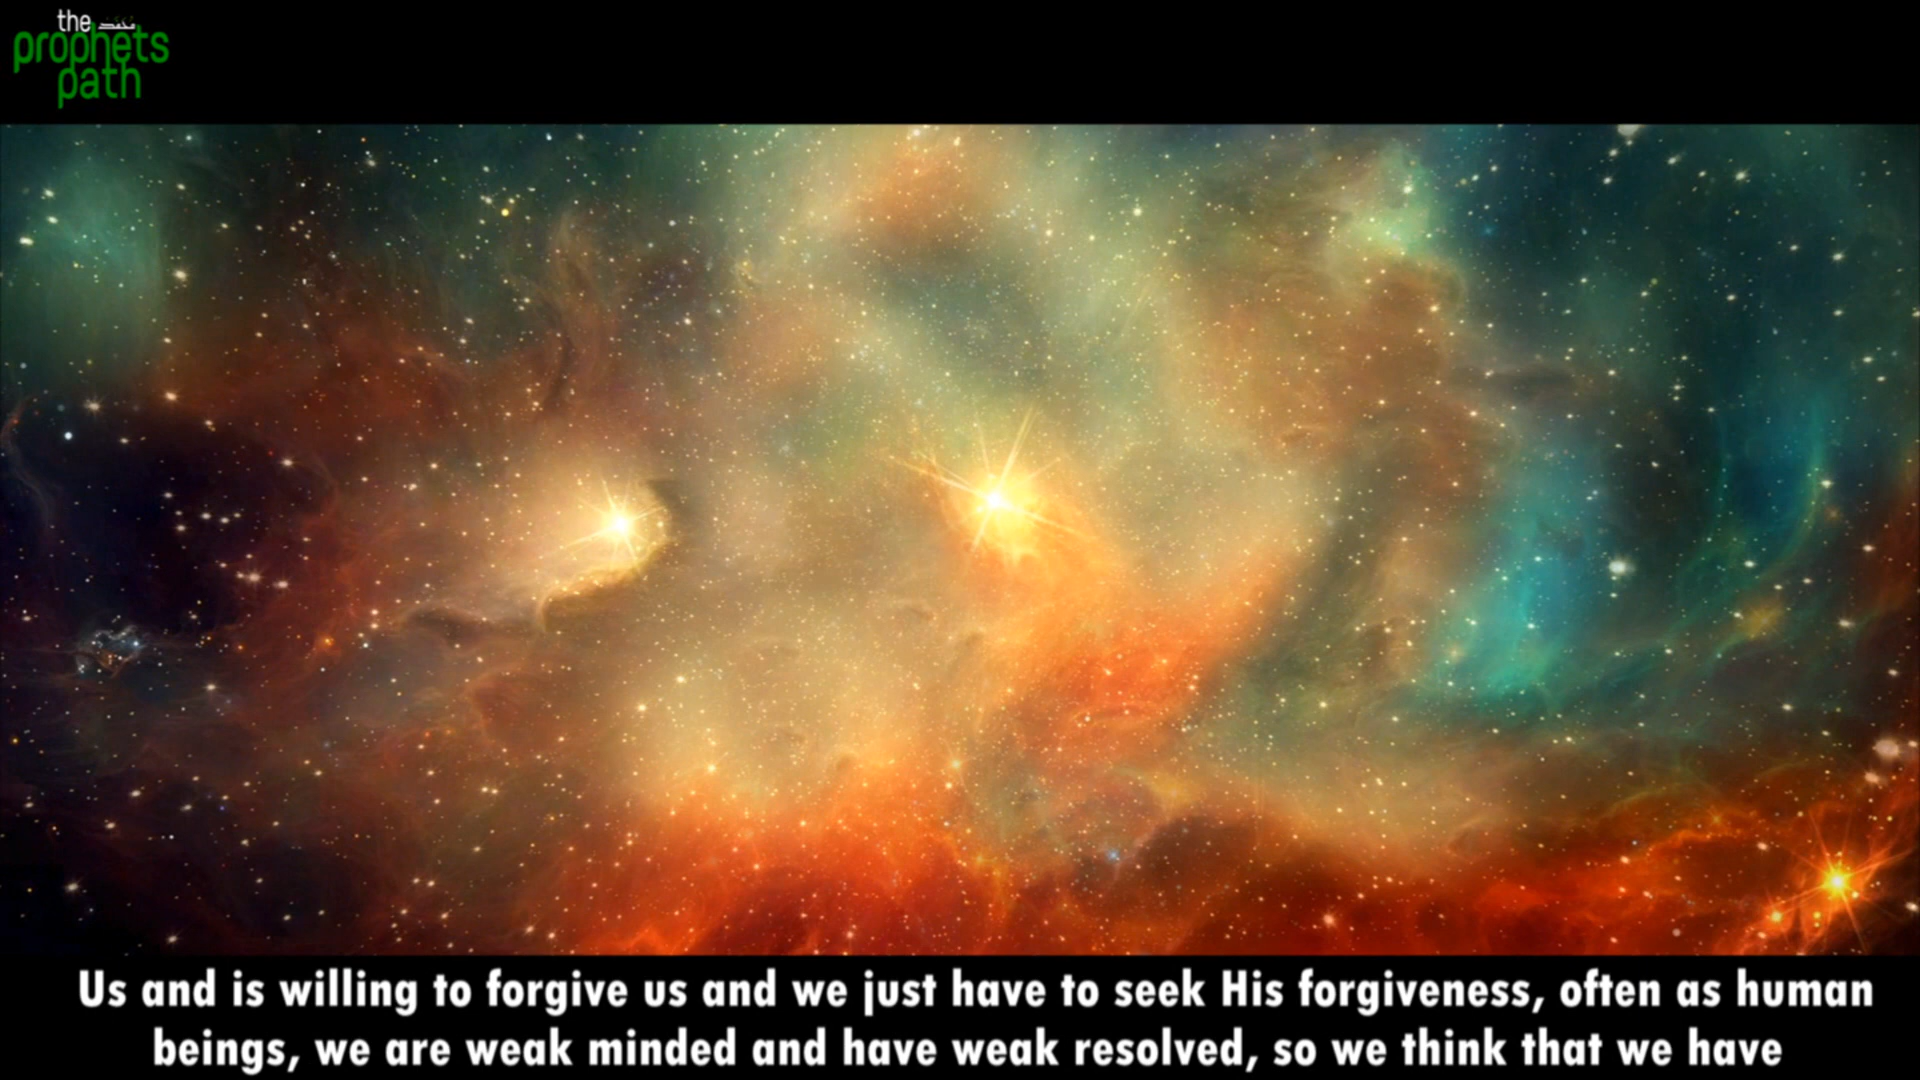 the
prophets
path
Us and is willing to forgive us and we just have to seek His forgiveness, often as human
beings, we are weak minded and have weak resolved, so we think that we have